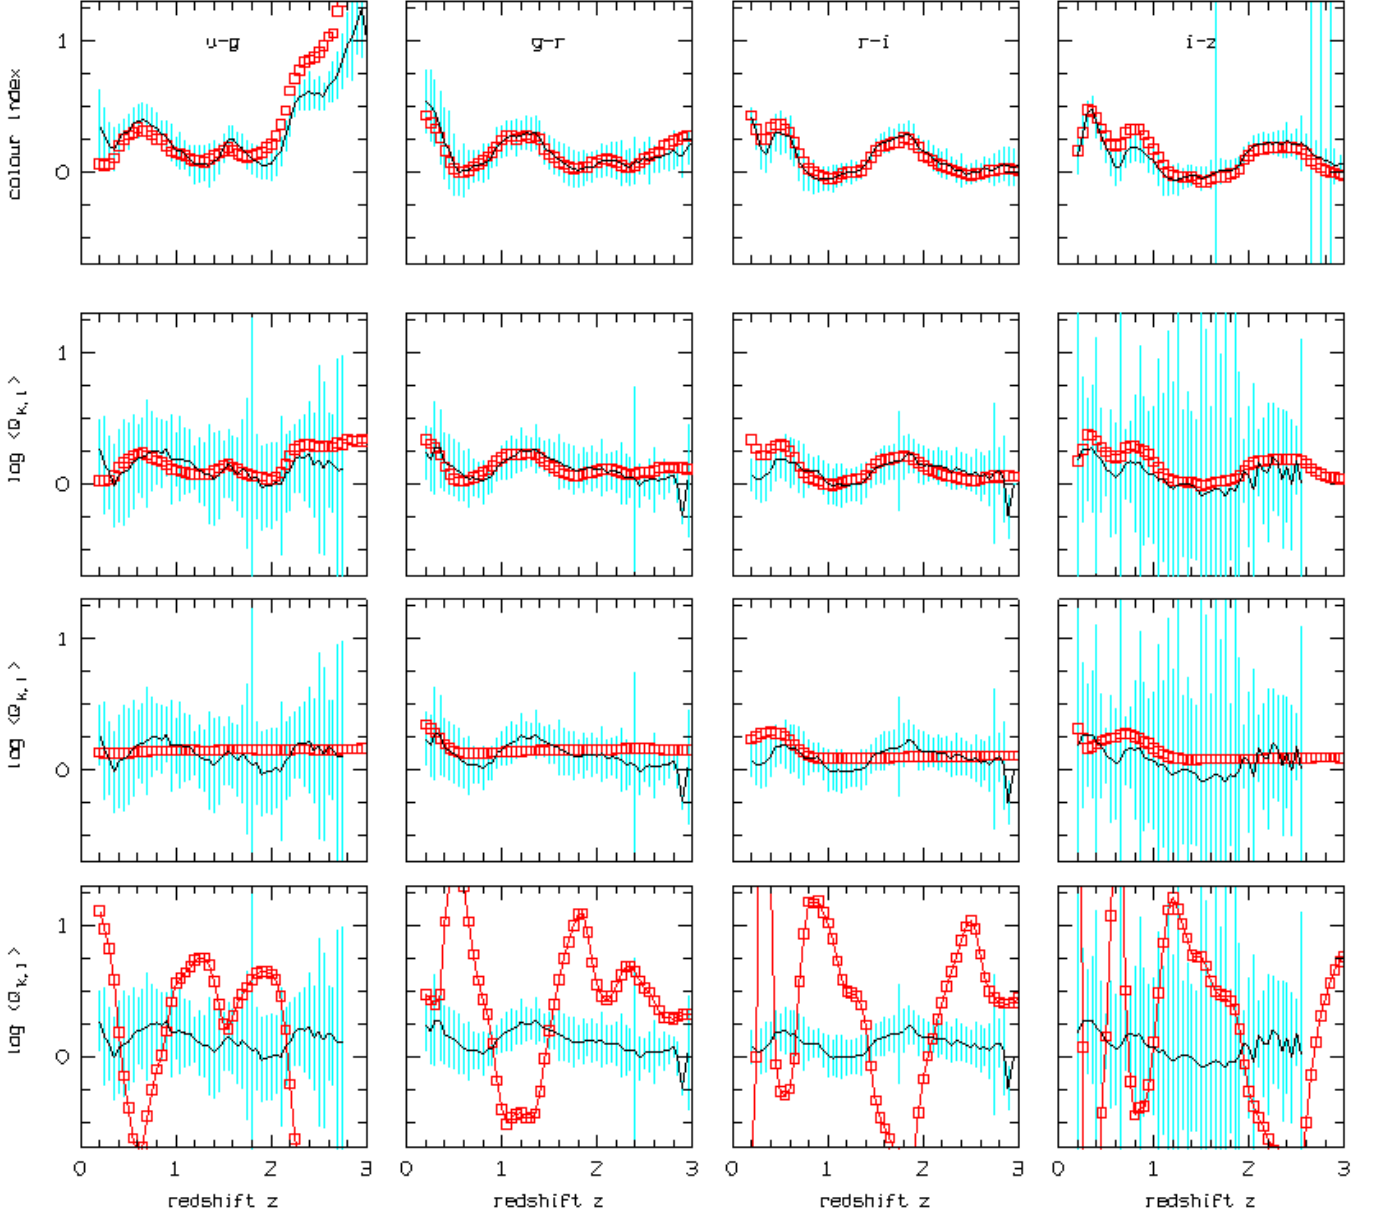 u-g
g-r
r-i
i-z
1
0
colour index
1
0
log <Q k, l >
1
0
log <Q k, l >
1
0
log <Q k, l >
0 1 2 3
0 1 2 3
0 1 2 3
0 1 2 3
redshift z
redshift z
redshift z
redshift z